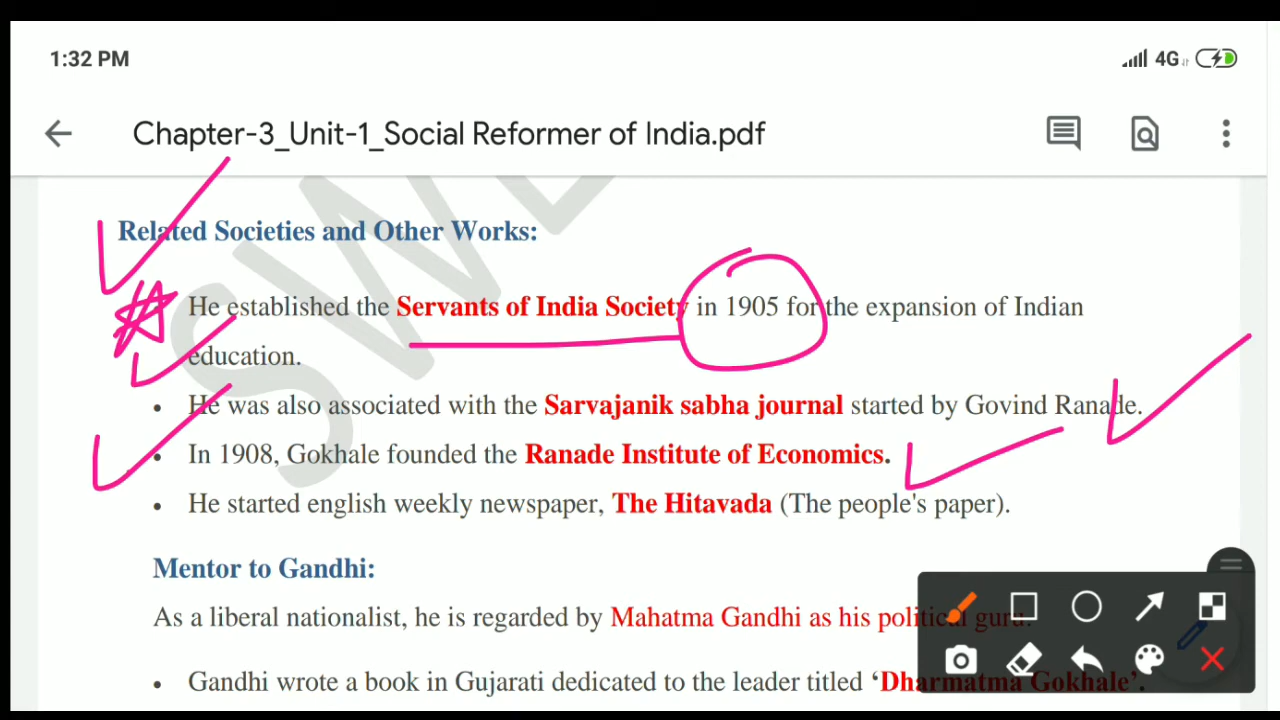 1:32 PM
4G
Chapter-3_Unit-1_Social Reformer of India.pdf
Related Societies and Other Works:
He established the Servants of India Society in 1905 for the expansion of Indian
education.
• He was also associated with the Sarvajanik sabha journal started by Govind Ranade.
• In 1908, Gokhale founded the Ranade Institute of Economics.
• He started english weekly newspaper, The Hitavada (The people's paper).
Mentor to Gandhi:
As a liberal nationalist, he is regarded by Mahatma Gandhi as his political guru.
• Gandhi wrote a book in Gujarati dedicated to the leader titled ‘Dharmatma Gokhale’.